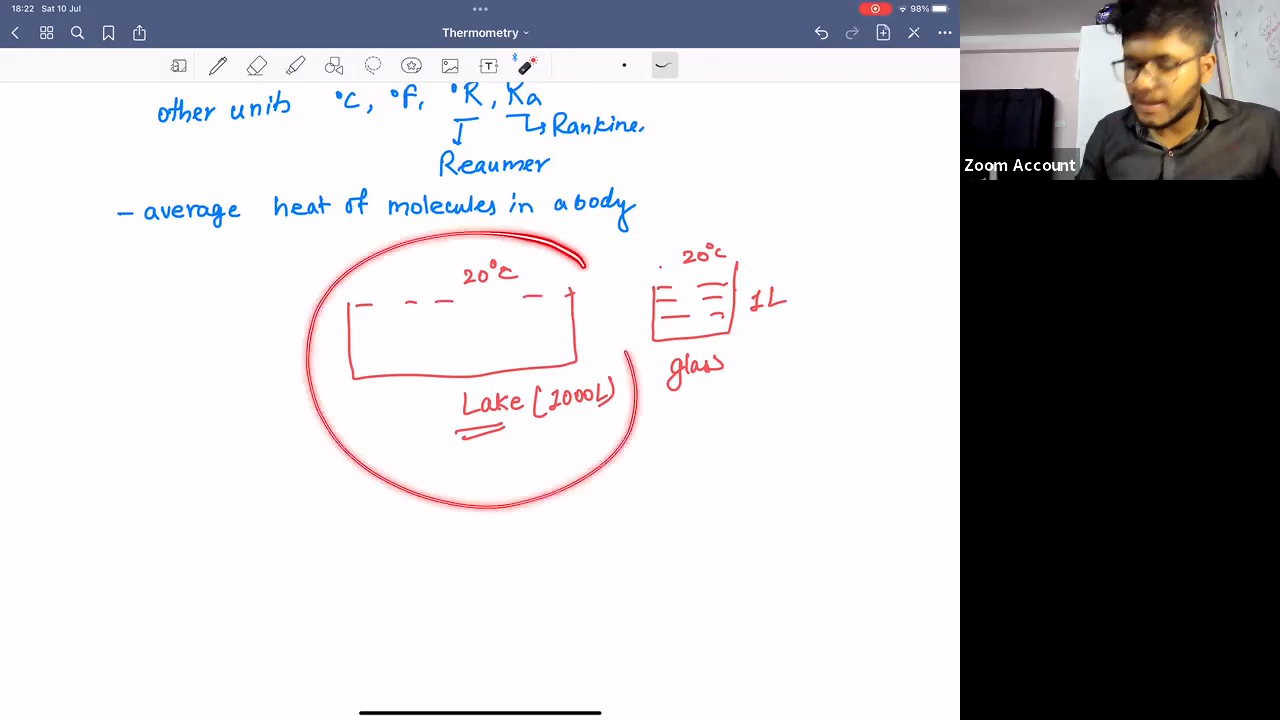 18:22 Sat 10 Jul
98%
Thermometry
other units °C, °F, °R, Ra
Rankine.
Reaumer
- average heat of molecules in a body
20°C
20°C
1L
glass
Lake (1000L)
Zoom Account